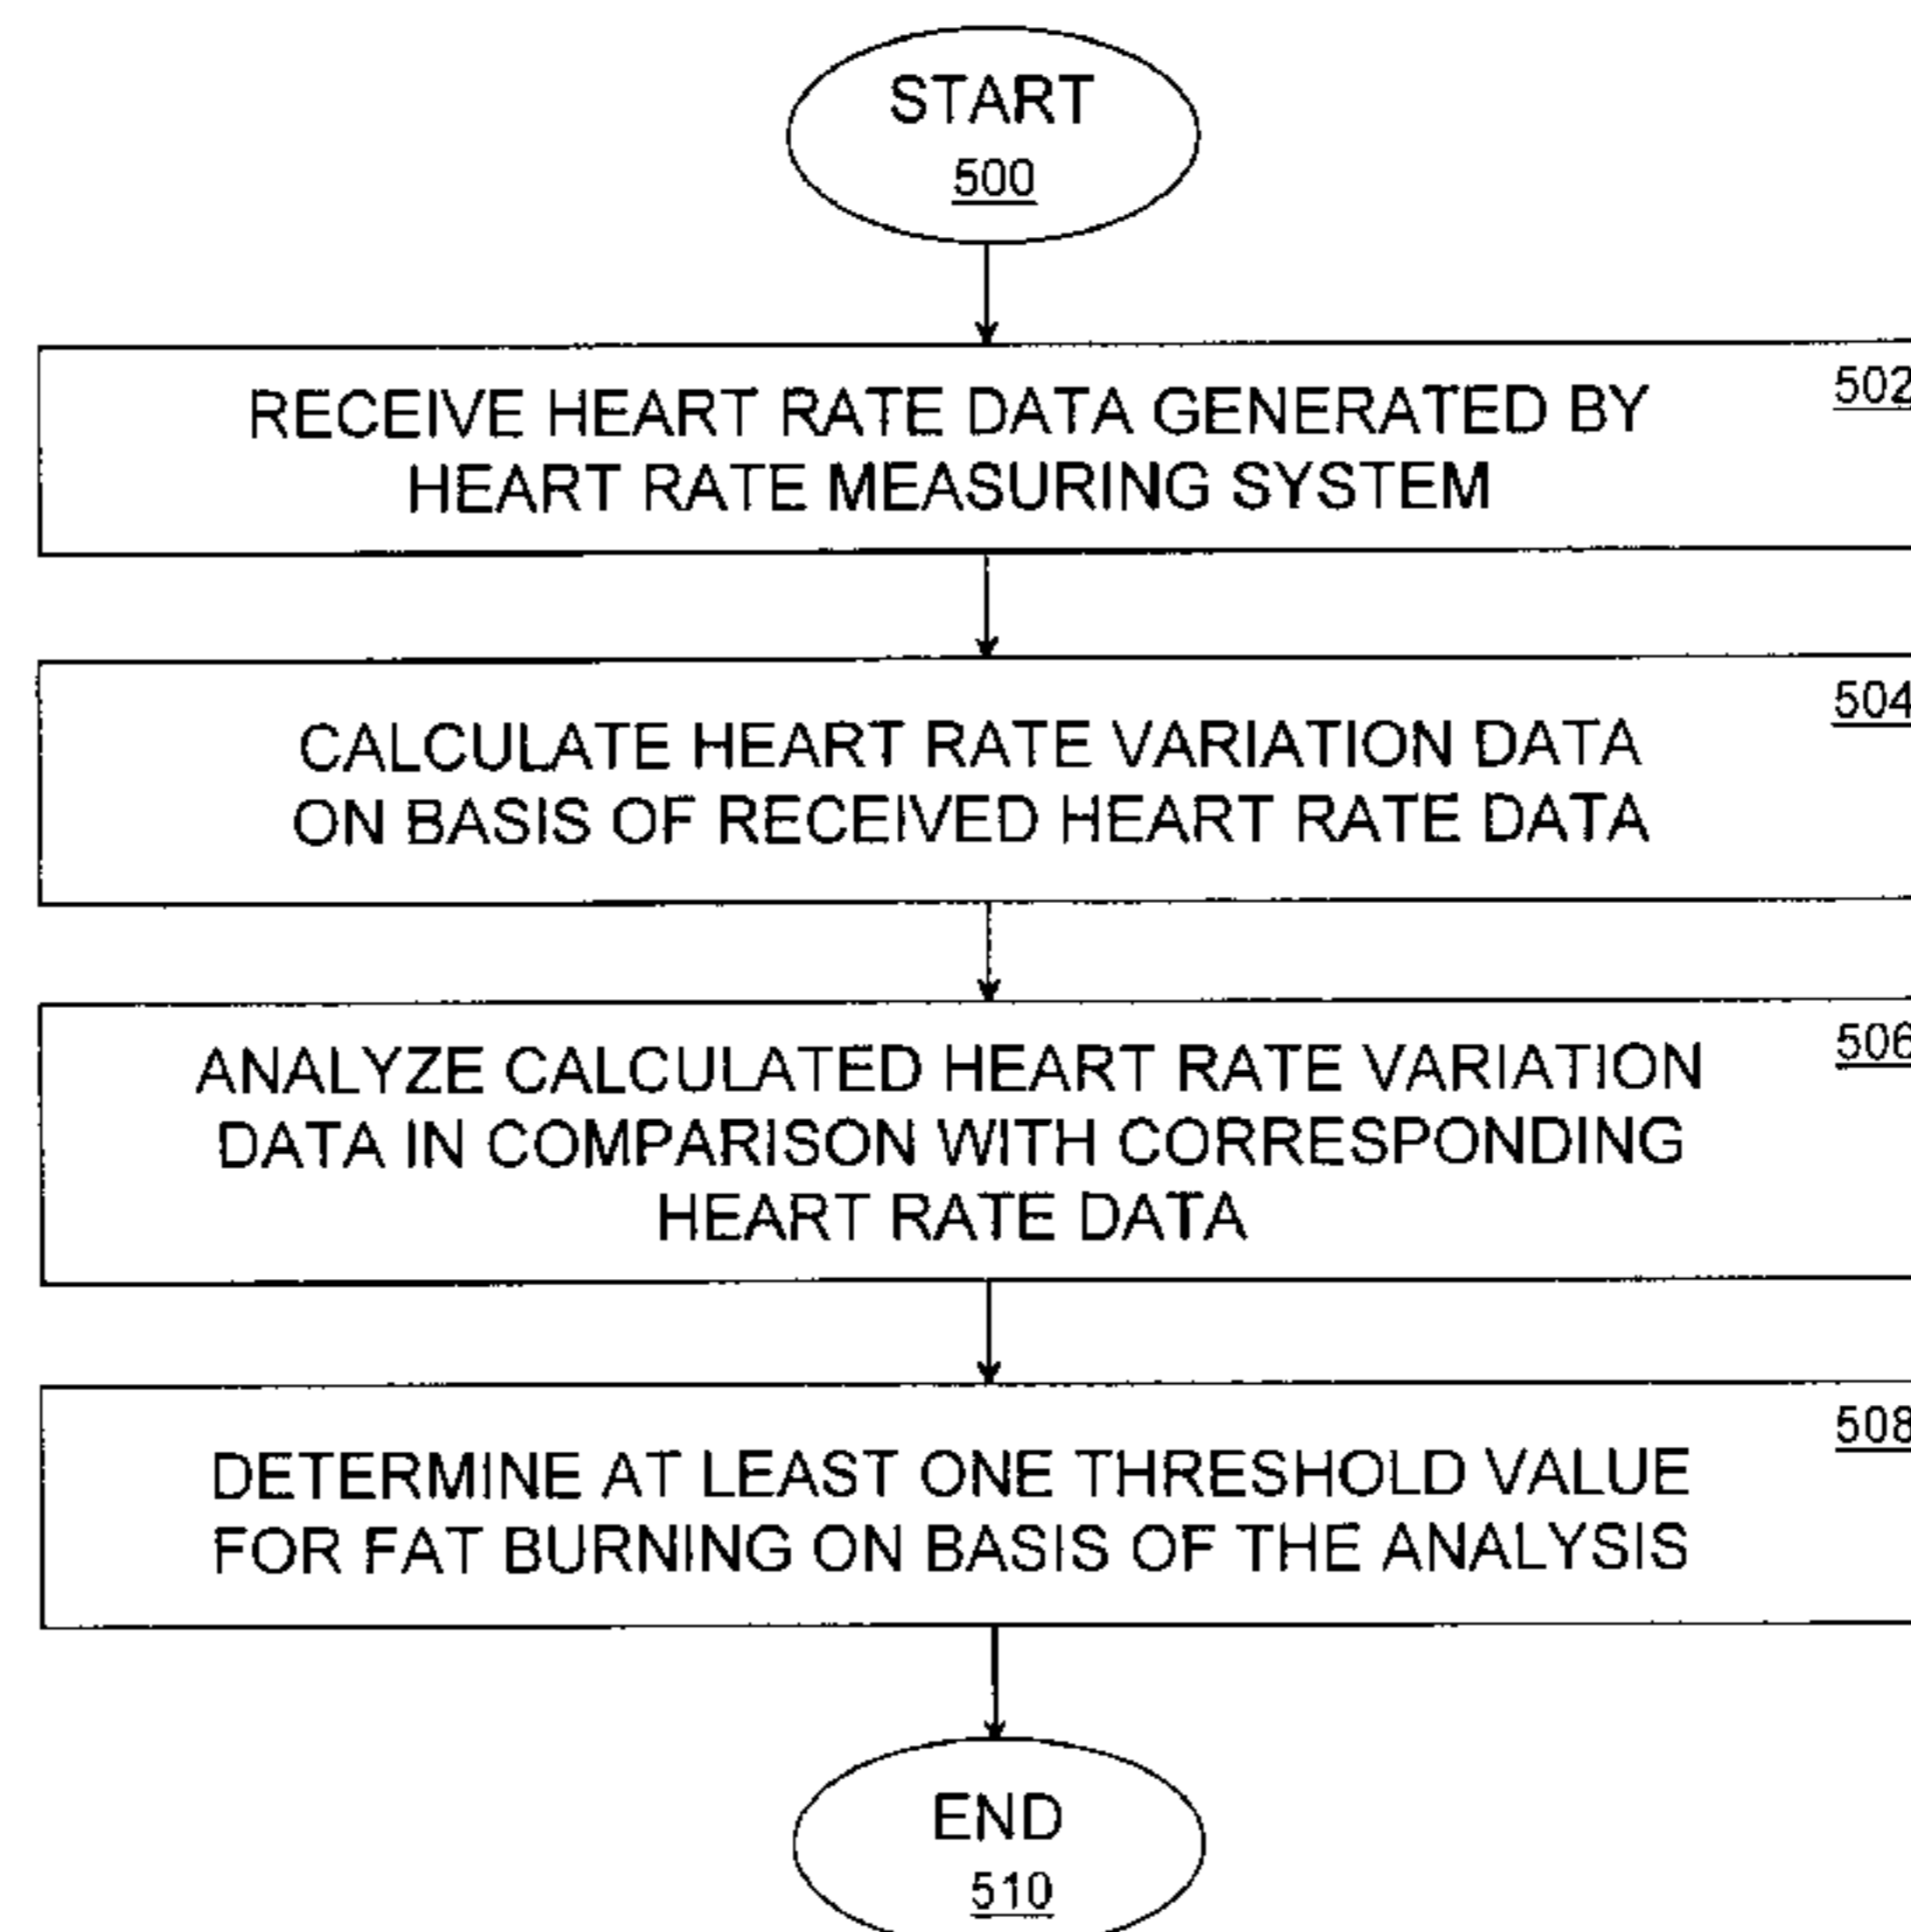 START
500
502
RECEIVE HEART RATE DATA GENERATED BY
HEART RATE MEASURING SYSTEM
504
CALCULATE HEART RATE VARIATION DATA
ON BASIS OF RECEIVED HEART RATE DATA
506
ANALYZE CALCULATED HEART RATE VARIATION
DATA IN COMPARISON WITH CORRESPONDING
HEART RATE DATA
508
DETERMINE AT LEAST ONE THRESHOLD VALUE
FOR FAT BURNING ON BASIS OF THE ANALYSIS
END
510